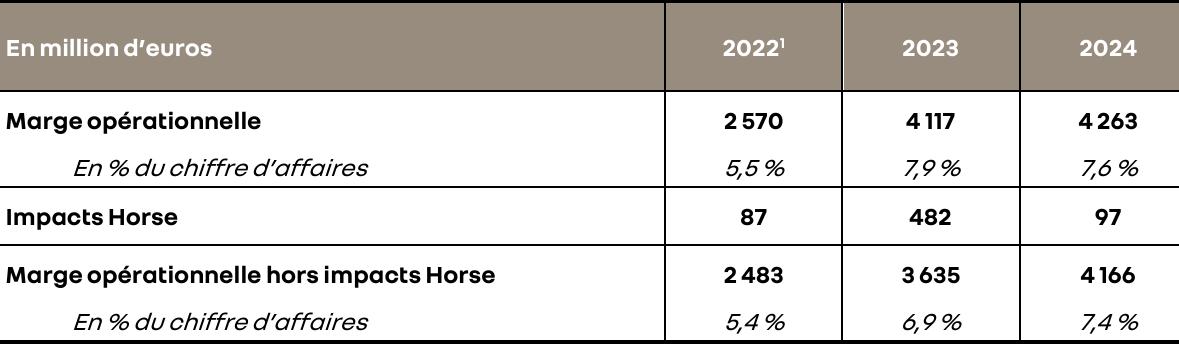 En million d’euros 2022¹ 2023 2024
Marge opérationnelle 2 570 4 117 4 263
En % du chiffre d’affaires 5,5 % 7,9 % 7,6 %
Impacts Horse 87 482 97
Marge opérationnelle hors impacts Horse 2 483 3 635 4 166
En % du chiffre d’affaires 5,4 % 6,9 % 7,4 %